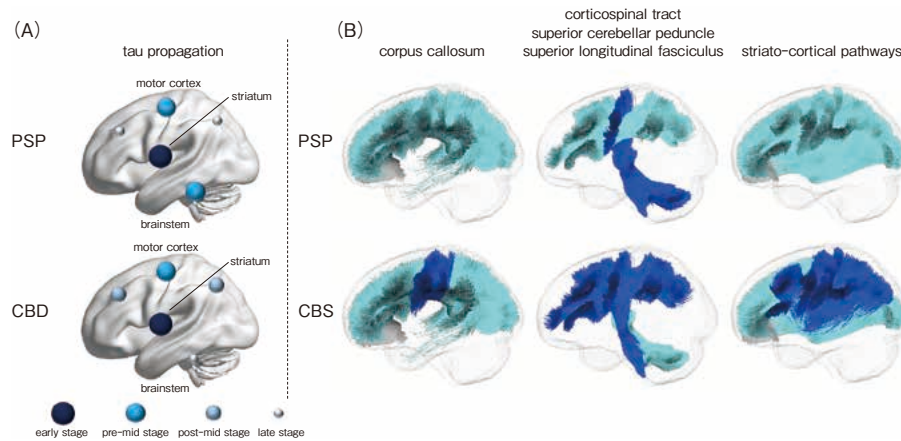 (A)
tau propagation
motor cortex
striatum
PSP
brainstem
motor cortex
striatum
CBD
brainstem
early stage
pre-mid stage
post-mid stage
late stage
(B)
corpus callosum
corticospinal tract
superior cerebellar peduncle
superior longitudinal fasciculus
striato-cortical pathways
PSP
CBS